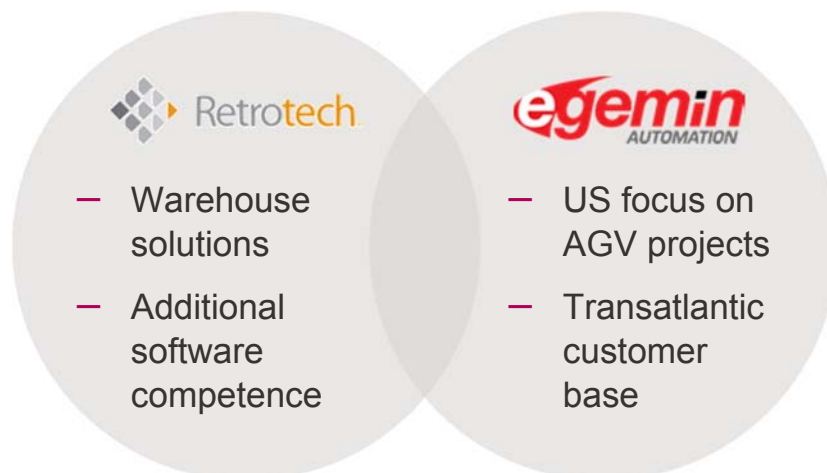 Retrotech
— Warehouse
solutions
— Additional
software
competence
egemin
AUTOMATION
— US focus on
AGV projects
— Transatlantic
customer
base